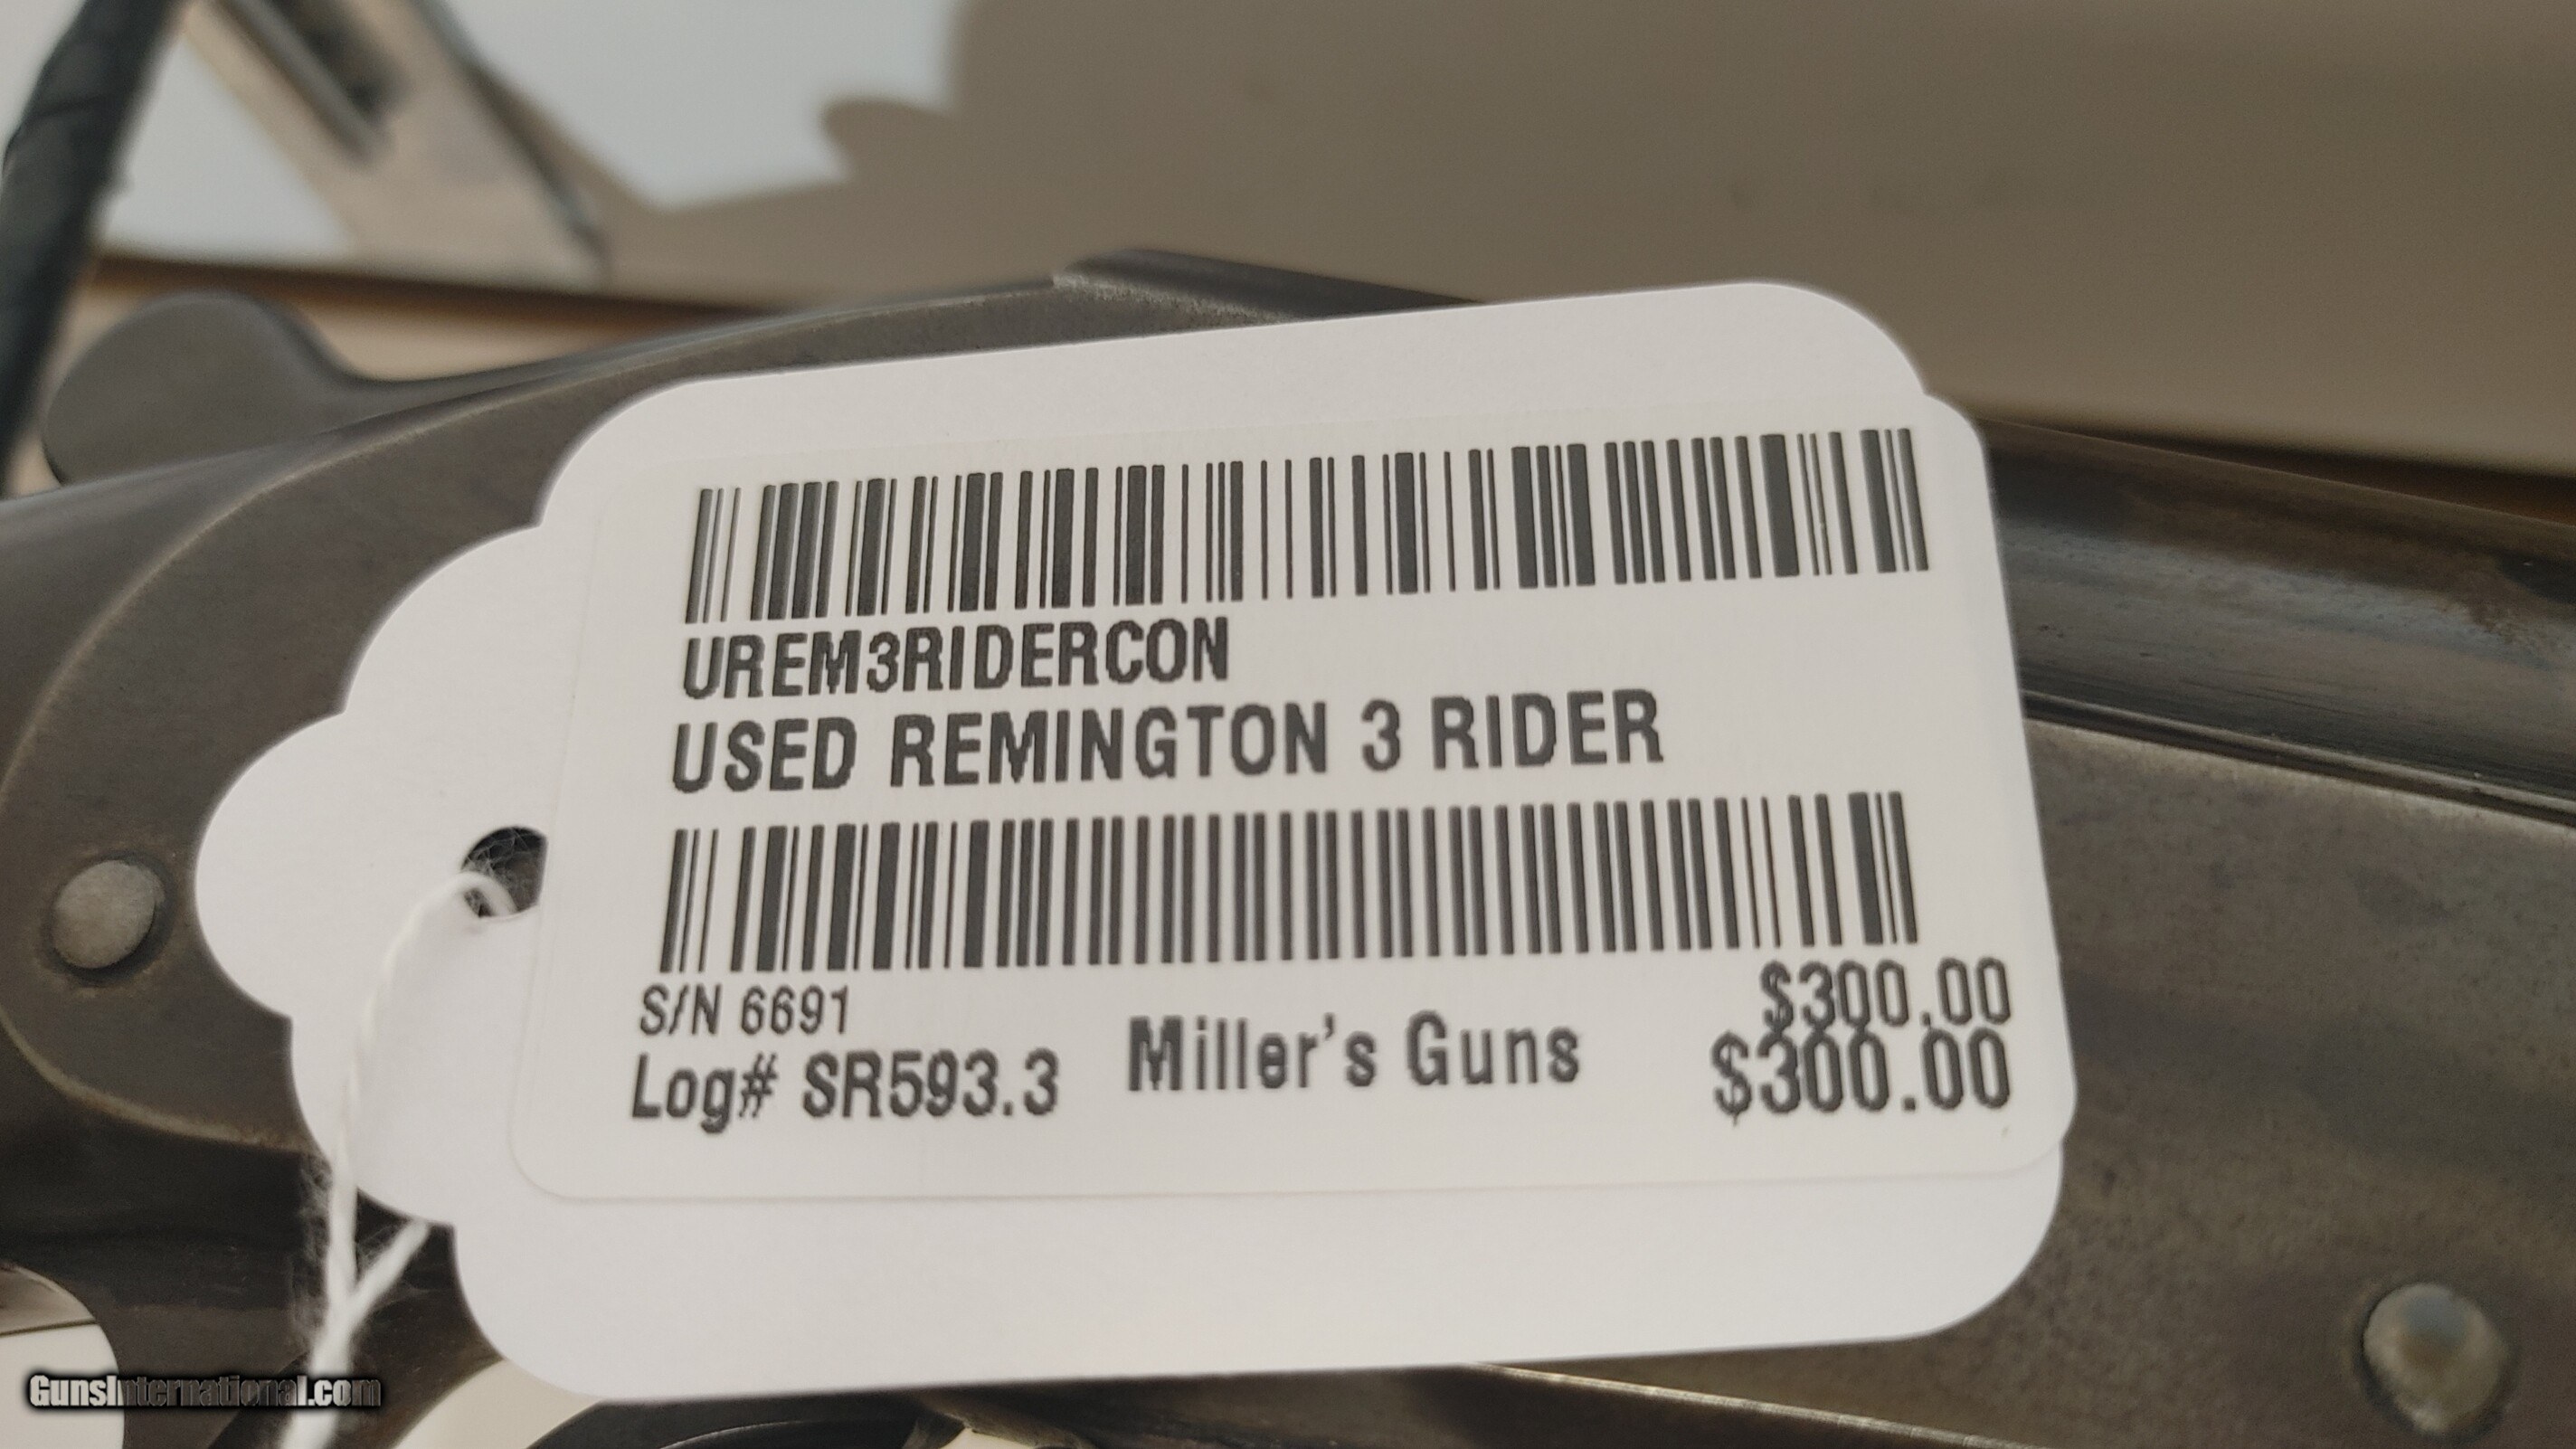 UREM3RIDERCON
USED REMINGTON 3 RIDER
S/N 6691
$300.00
Log# SR593.3
Miller's Guns
$300.00
GunsInternational.com